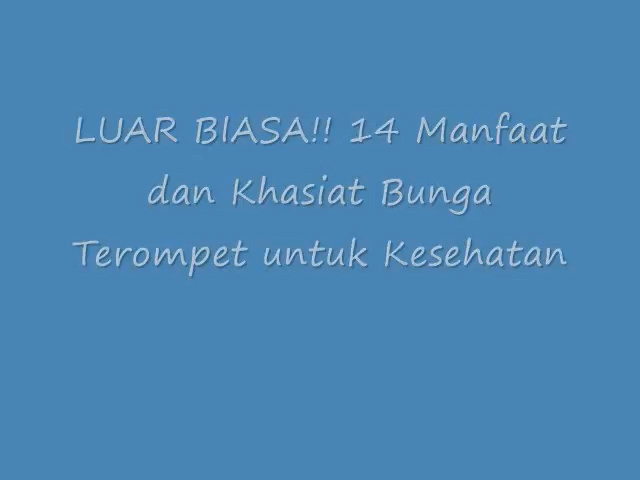 LUAR BIASA!! 14 Manfaat
dan Khasiat Bunga
Terompet untuk Kesehatan